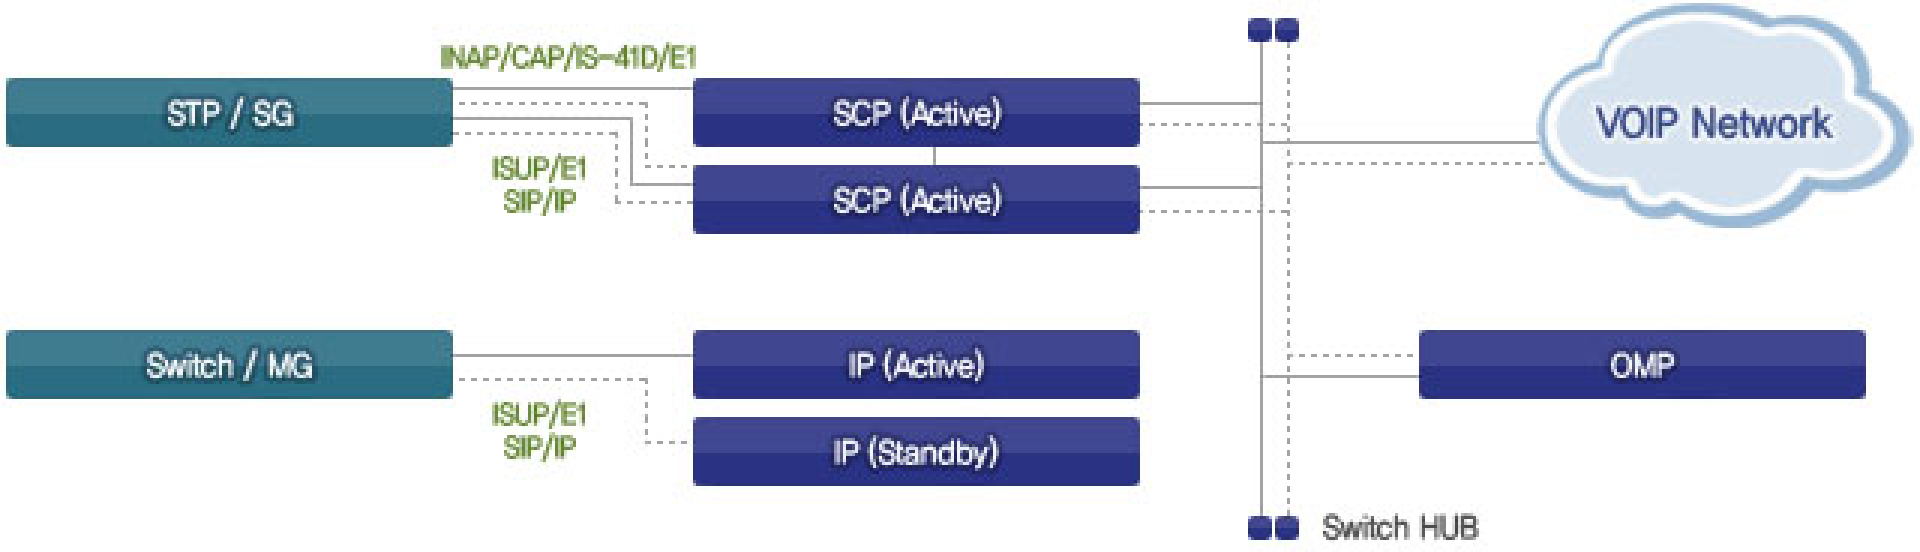 INAP/CAP/IS-41D/E1
STP / SG
SCP (Active)
VOIP Network
ISUP/E1
SIP/IP
SCP (Active)
Switch / MG
IP (Active)
OMP
ISUP/E1
SIP/IP
IP (Standby)
Switch HUB